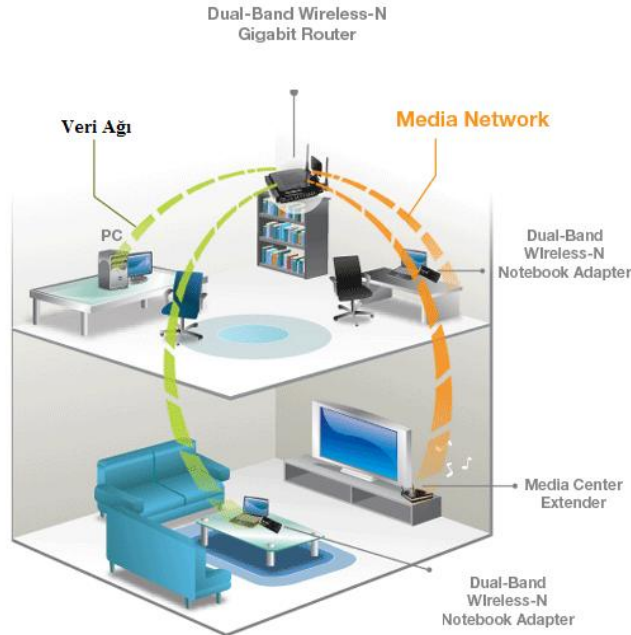 Dual-Band Wireless-N
Gigabit Router
Veri Ağı
Media Network
PC
Dual-Band
WIreless-N
Notebook Adapter
Media Center
Extender
Dual-Band
WIreless-N
Notebook Adapter